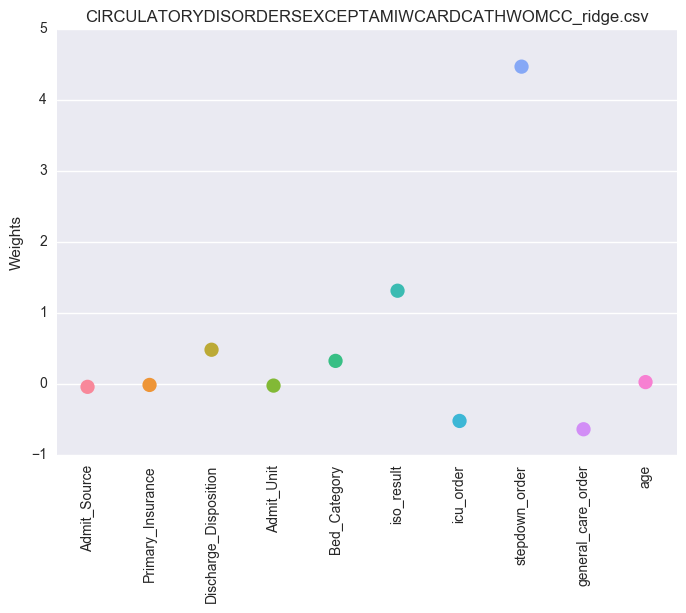 CIRCULATORYDISORDERSEXCEPTAMIWCARDCATHWOMCC_ridge.csv
5
4
3
2
1
0
−1
Weights
Admit_Source
Primary_Insurance
Discharge_Disposition
Admit_Unit
Bed_Category
iso_result
icu_order
stepdown_order
general_care_order
age